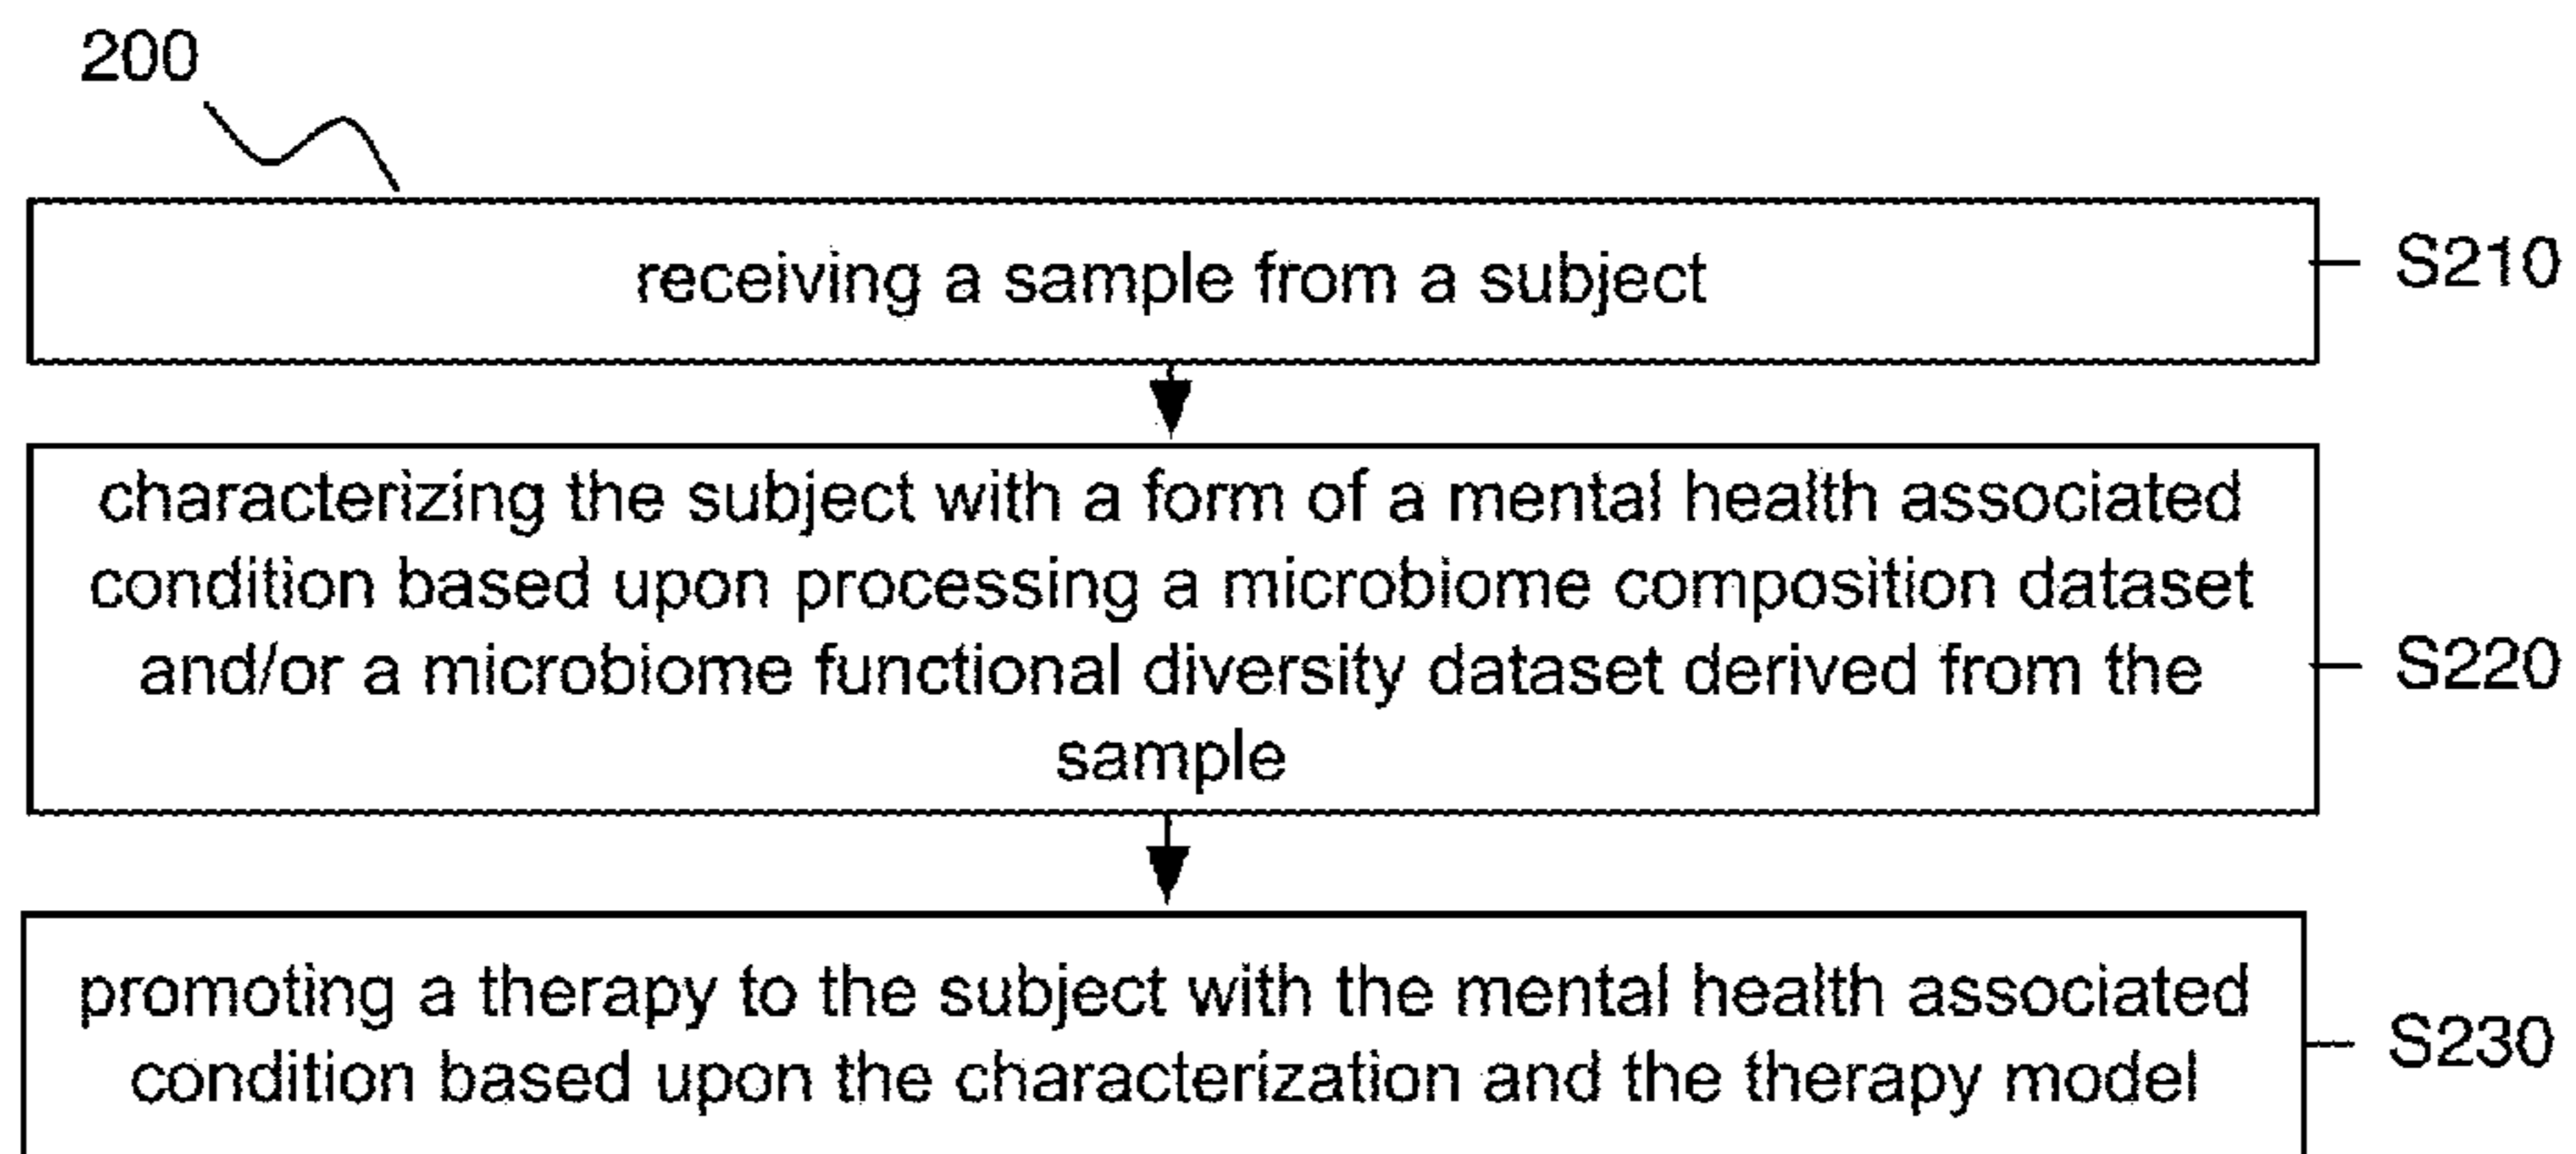 200
receiving a sample from a subject
S210
characterizing the subject with a form of a mental health associated
condition based upon processing a microbiome composition dataset
and/or a microbiome functional diversity dataset derived from the
sample
S220
promoting a therapy to the subject with the mental health associated
condition based upon the characterization and the therapy model
S230